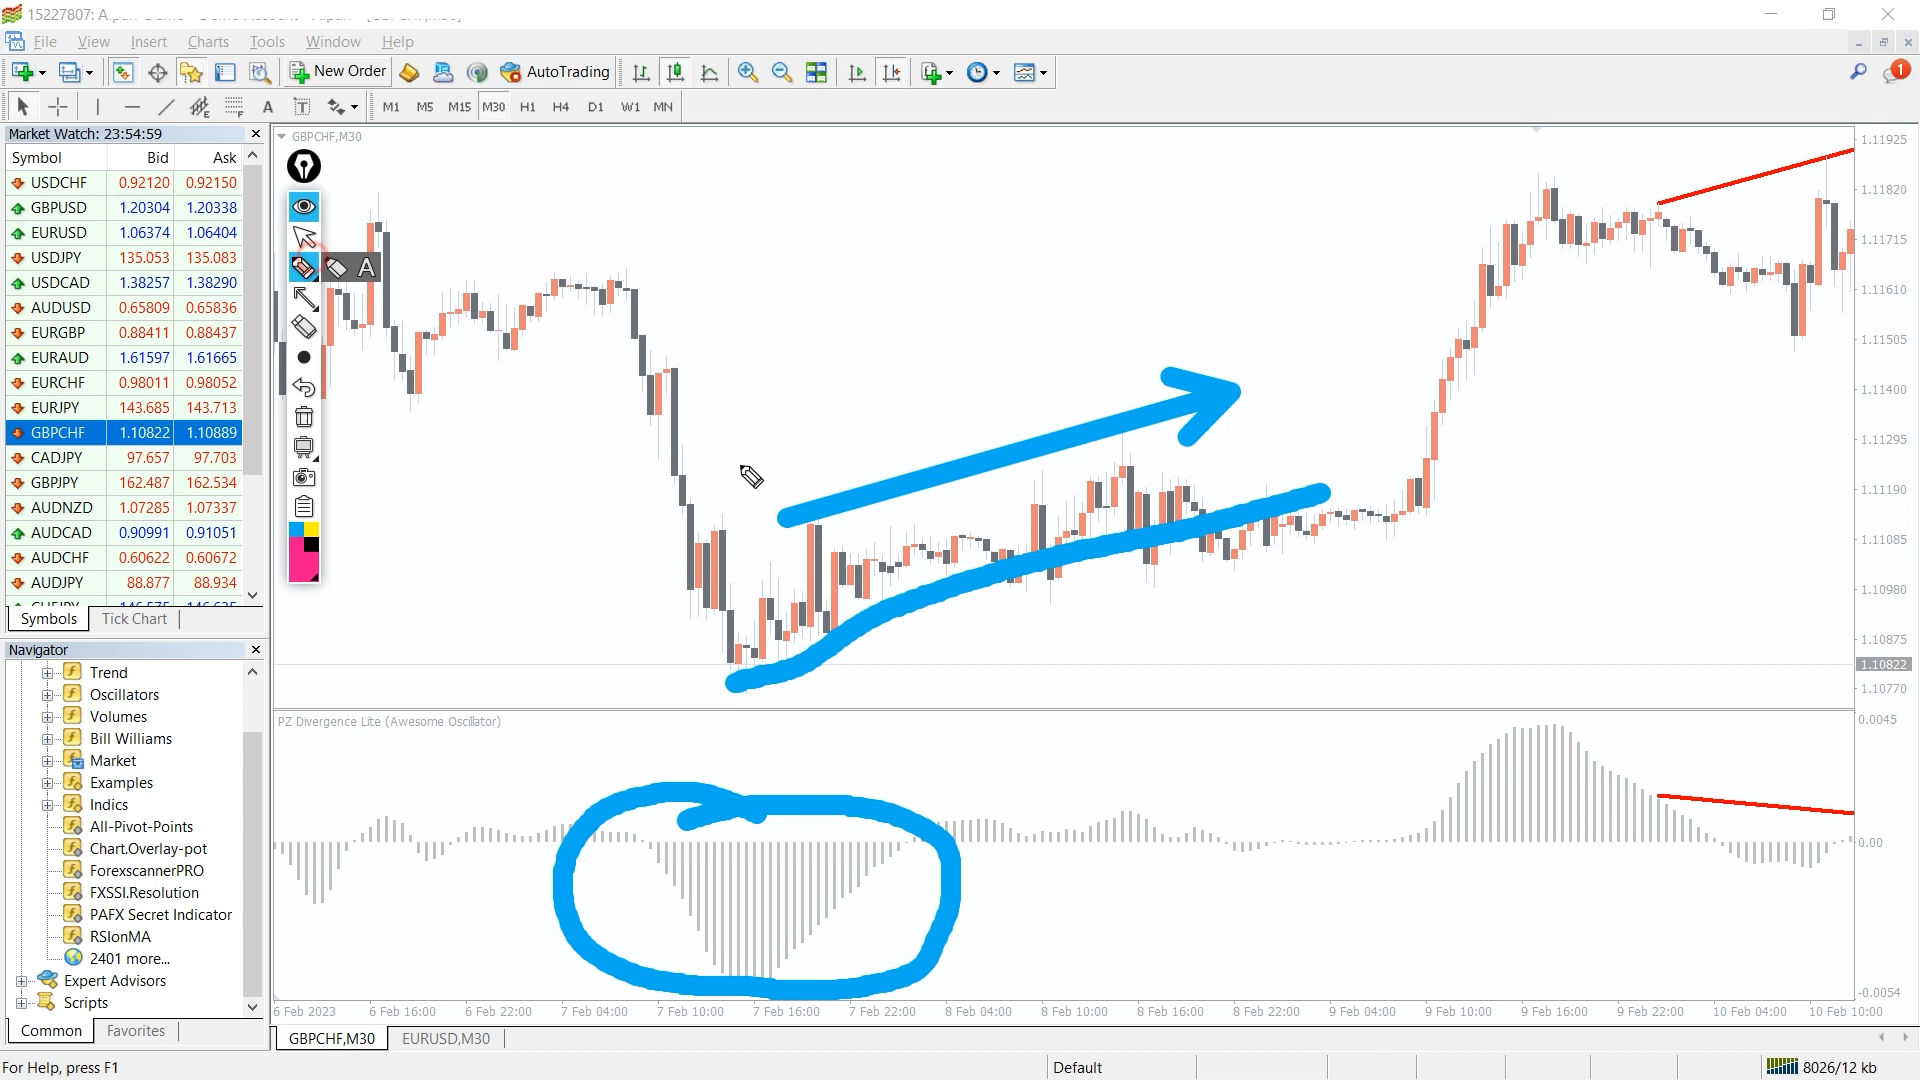 15227807: Alpari-Demo - Demo Account - Alpari - [GBPCHF,M30]
File View Insert Charts Tools Window Help
New Order AutoTrading 1
A T M1 M5 M15 M30 H1 H4 D1 W1 MN
Market Watch: 23:54:59
Symbol Bid Ask
USDCHF 0.92120 0.92150
GBPUSD 1.20304 1.20338
EURUSD 1.06374 1.06404
USDJPY 135.053 135.083
USDCAD 1.38257 1.38290
AUDUSD 0.65809 0.65836
EURGBP 0.88411 0.88437
EURAUD 1.61597 1.61665
EURCHF 0.98011 0.98052
EURJPY 143.685 143.713
GBPCHF 1.10822 1.10889
CADJPY 97.657 97.703
GBPJPY 162.487 162.534
AUDNZD 1.07285 1.07337
AUDCAD 0.90991 0.91051
AUDCHF 0.60622 0.60672
AUDJPY 88.877 88.934
Symbols Tick Chart
Navigator
Trend
Oscillators
Volumes
Bill Williams
Market
Examples
Indics
All-Pivot-Points
Chart.Overlay-pot
ForexscannerPRO
FXSSI.Resolution
PAFX Secret Indicator
RSIonMA
2401 more...
Expert Advisors
Scripts
Common Favorites
GBPCHF,M30
A
1.11925
1.11820
1.11715
1.11610
1.11505
1.11400
1.11295
1.11190
1.11085
1.10980
1.10875
1.10822
1.10770
PZ Divergence Lite (Awesome Oscillator)
0.0045
0.00
-0.0054
6 Feb 2023 6 Feb 16:00 6 Feb 22:00 7 Feb 04:00 7 Feb 10:00 7 Feb 16:00 7 Feb 22:00 8 Feb 04:00 8 Feb 10:00 8 Feb 16:00 8 Feb 22:00 9 Feb 04:00 9 Feb 10:00 9 Feb 16:00 9 Feb 22:00 10 Feb 04:00 10 Feb 10:00
GBPCHF,M30 EURUSD,M30
For Help, press F1 Default 8026/12 kb